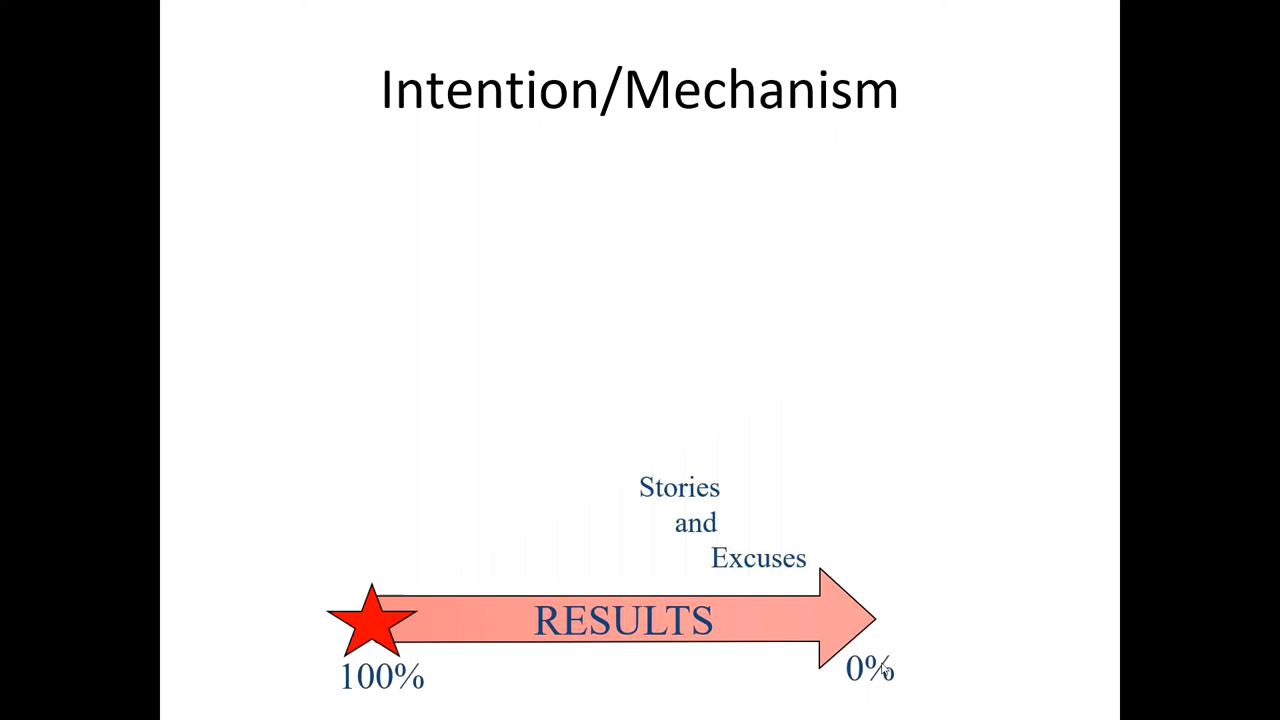 Intention/Mechanism
Stories
and
Excuses
RESULTS
100%
0%